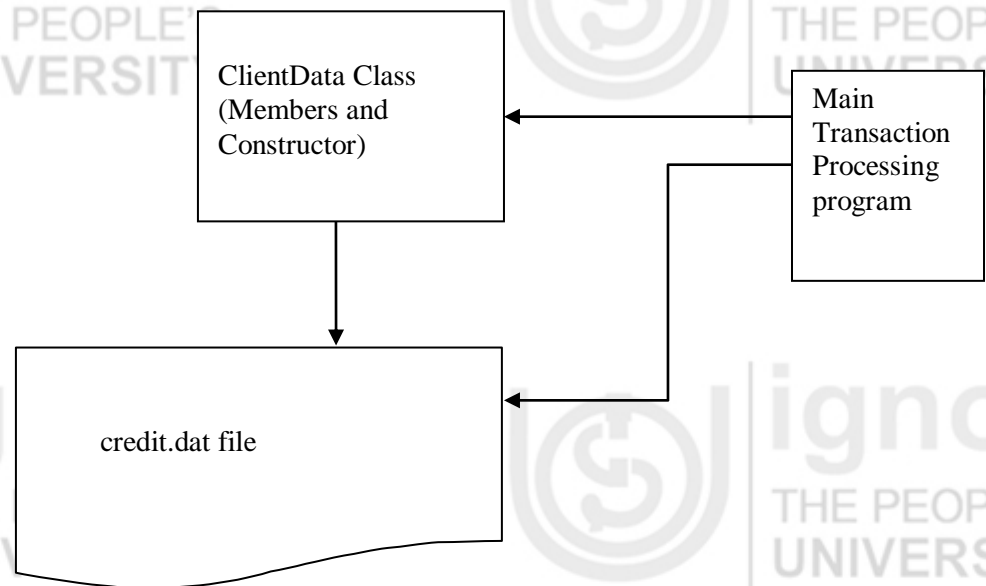 PEOPLE'S
VERSIT
ClientData Class
(Members and
Constructor)
THE PEOP
UNIVERS
Main
Transaction
Processing
program
credit.dat file
igno
THE PEOP
UNIVERS